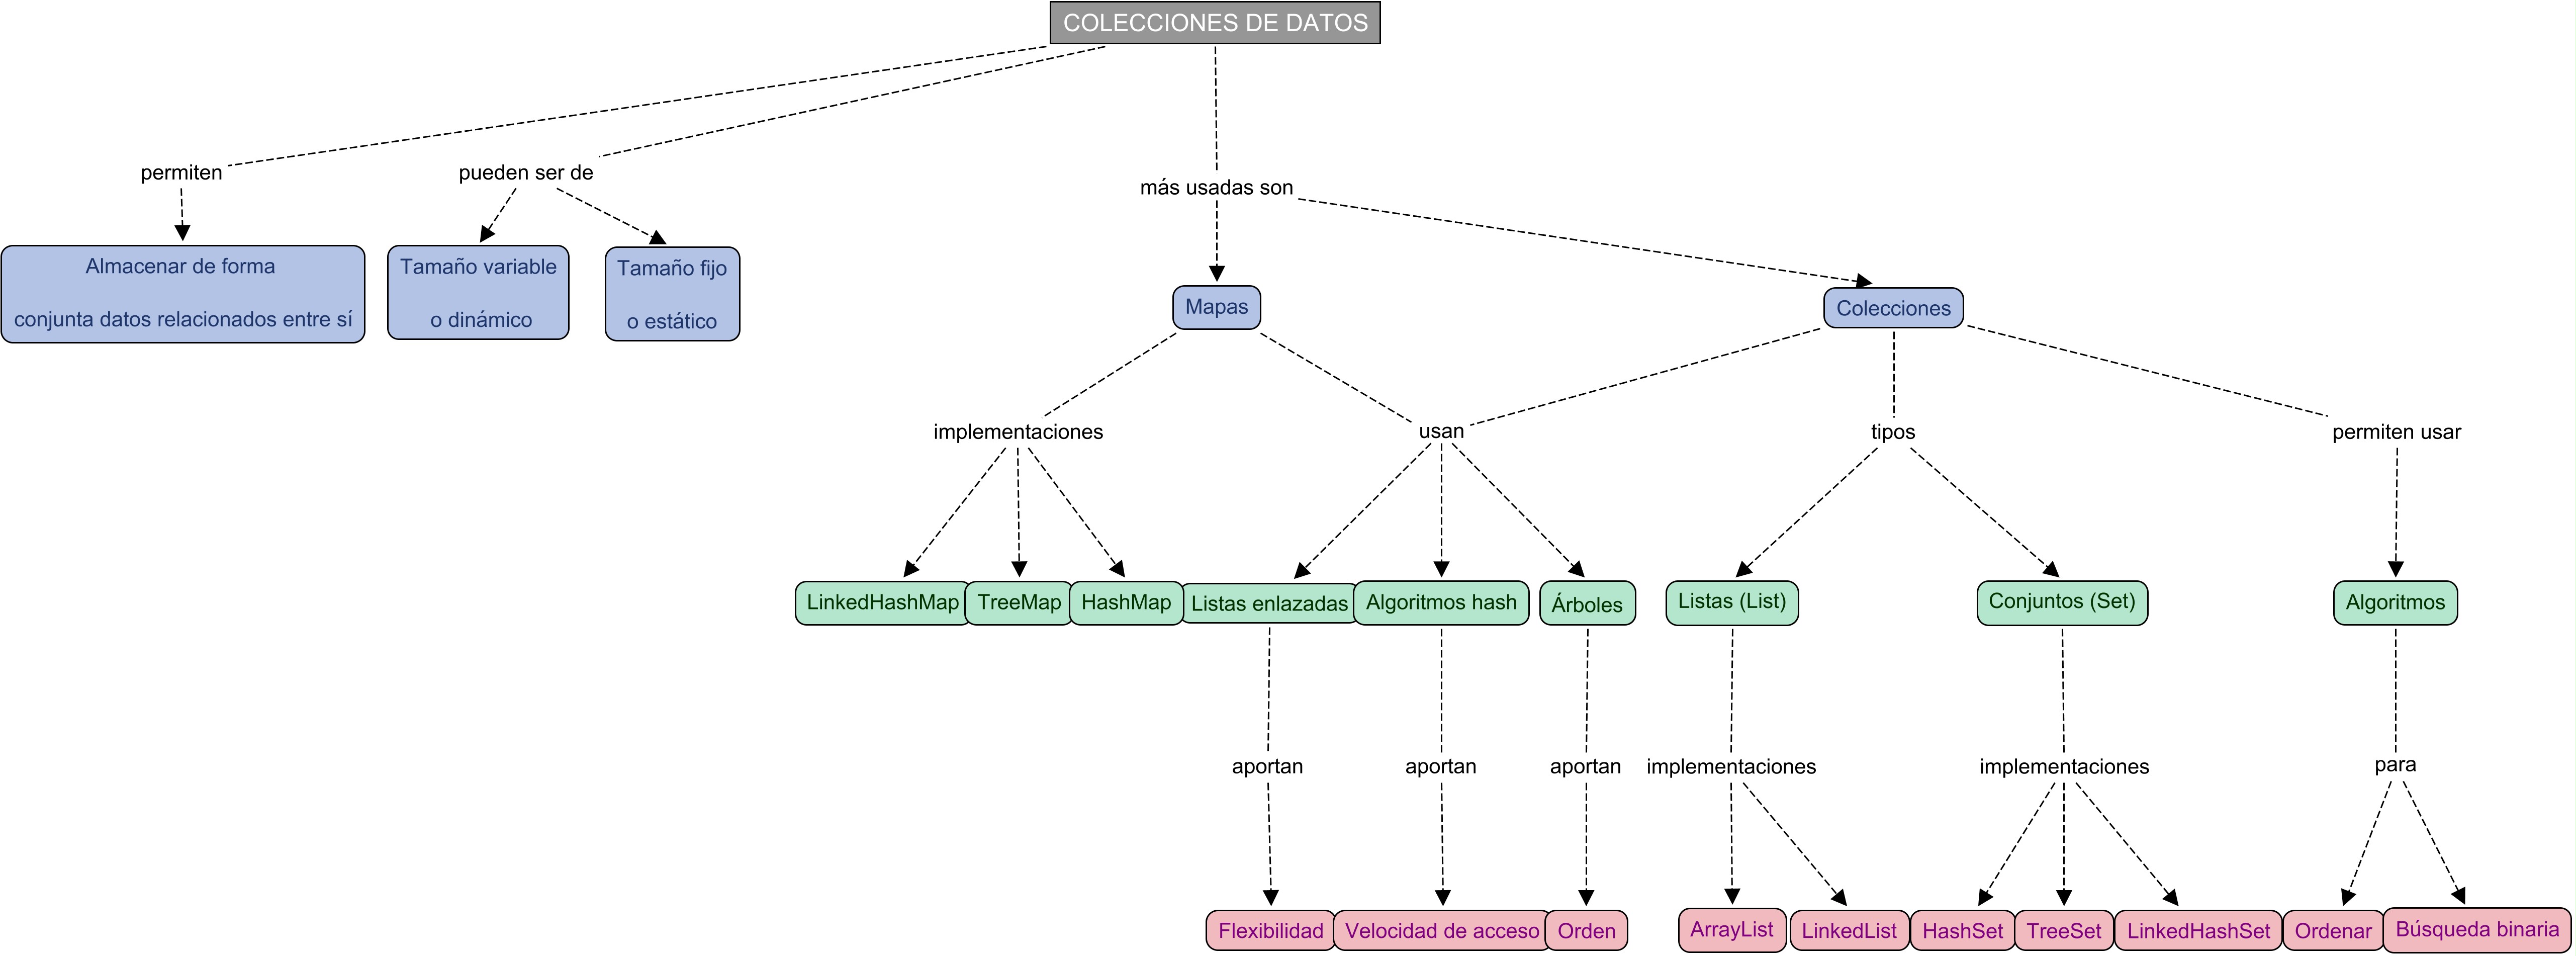 COLECCIONES DE DATOS
permiten
pueden ser de
más usadas son
Almacenar de forma
conjunta datos relacionados entre sí
Tamaño variable
o dinámico
Tamaño fijo
o estático
Mapas
Colecciones
implementaciones
usan
tipos
permiten usar
LinkedHashMap
TreeMap
HashMap
Listas enlazadas
Algoritmos hash
Árboles
Listas (List)
Conjuntos (Set)
Algoritmos
aportan
aportan
aportan
implementaciones
implementaciones
para
Flexibilidad
Velocidad de acceso
Orden
ArrayList
LinkedList
HashSet
TreeSet
LinkedHashSet
Ordenar
Búsqueda binaria